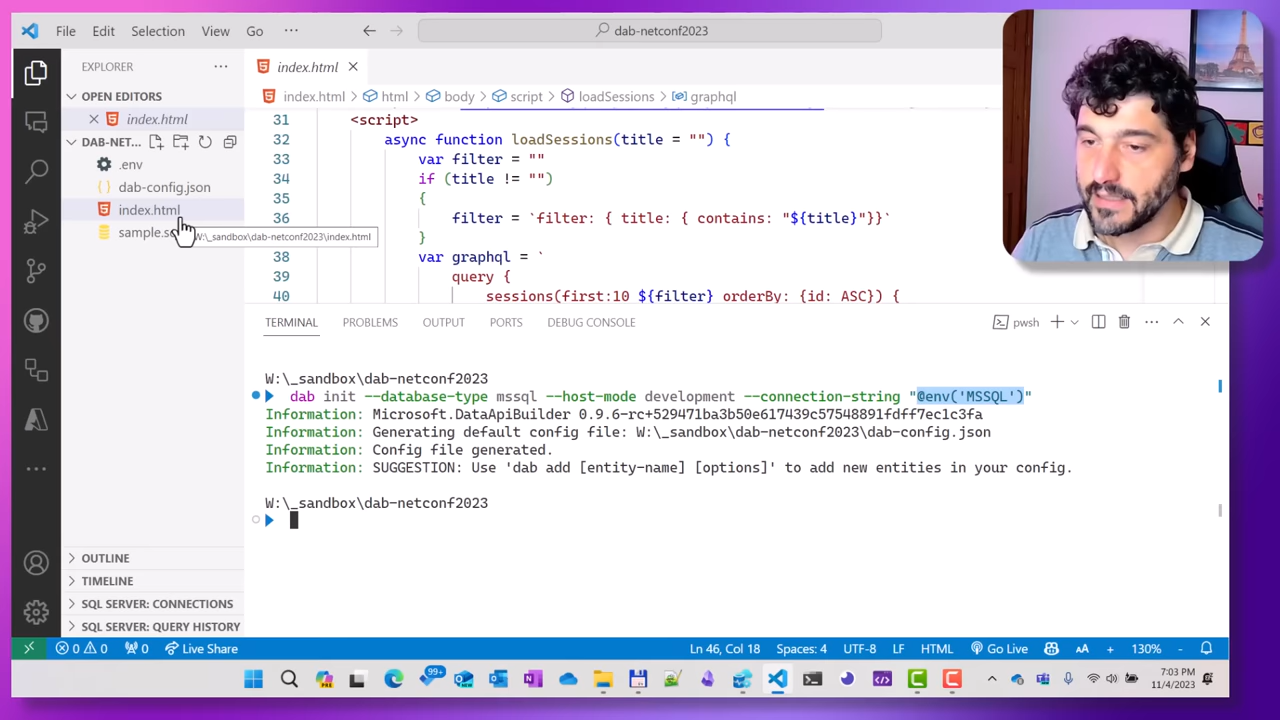 File Edit Selection View Go ··· dab-netconf2023
EXPLORER ···
OPEN EDITORS
index.html
DAB-NET...
.env
dab-config.json
index.html
sample.s
W:\_sandbox\dab-netconf2023\index.html
index.html
index.html > html > body > script > loadSessions > graphql
31 <script>
32 async function loadSessions(title = "") {
33 var filter = ""
34 if (title != "")
35 {
36 filter = `filter: { title: { contains: "${title}"}}`
}
38 var graphql = `
39 query {
40 sessions(first:10 ${filter} orderBy: {id: ASC}) {
TERMINAL PROBLEMS OUTPUT PORTS DEBUG CONSOLE pwsh
W:\_sandbox\dab-netconf2023
dab init --database-type mssql --host-mode development --connection-string "@env('MSSQL')"
Information: Microsoft.DataApiBuilder 0.9.6-rc+529471ba3b50e617439c57548891fdff7ec1c3fa
Information: Generating default config file: W:\_sandbox\dab-netconf2023\dab-config.json
Information: Config file generated.
Information: SUGGESTION: Use 'dab add [entity-name] [options]' to add new entities in your config.
W:\_sandbox\dab-netconf2023
OUTLINE
TIMELINE
SQL SERVER: CONNECTIONS
SQL SERVER: QUERY HISTORY
0 0 0 Live Share Ln 46, Col 18 Spaces: 4 UTF-8 LF HTML Go Live AA + 130% -
99+
PRE
7:03 PM
11/4/2023